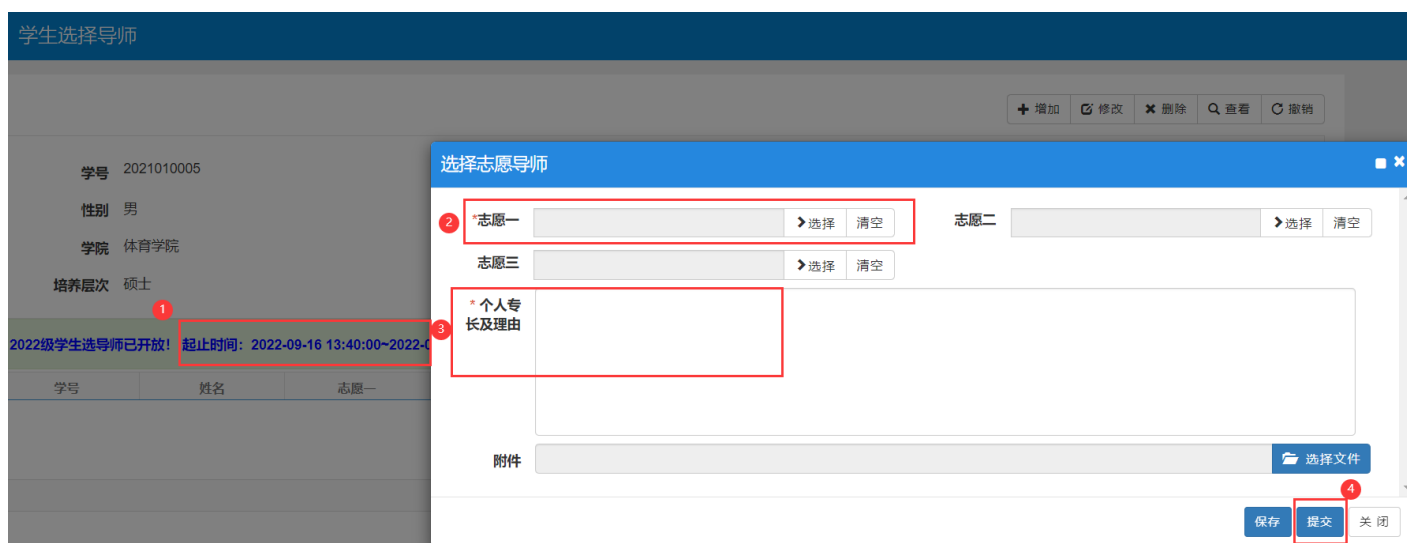 学生选择导师
增加 修改 删除 查看 撤销
学号 2021010005
性别 男
学院 体育学院
培养层次 硕士
1
2022级学生选导师已开放！ 起止时间：2022-09-16 13:40:00~2022-0
学号 姓名 志愿一
选择志愿导师
2 *志愿一 选择 清空 志愿二 选择 清空
志愿三 选择 清空
3 * 个人专
长及理由
附件 选择文件
4
保存 提交 关闭